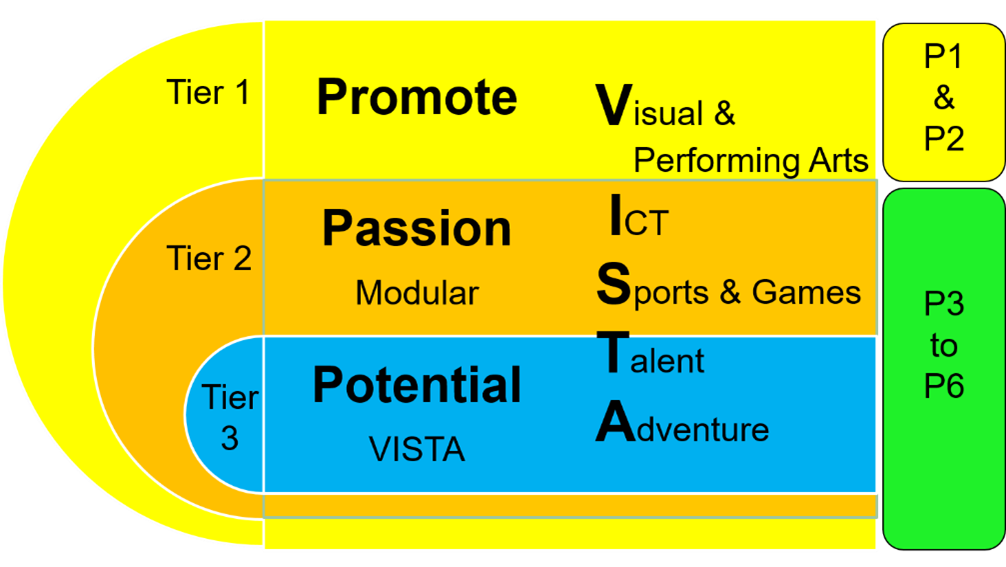 Tier 1
Promote
Visual &
Performing Arts
P1
&
P2
Tier 2
Passion
Modular
ICT
Sports & Games
Tier
3
Potential
VISTA
Talent
Adventure
P3
to
P6